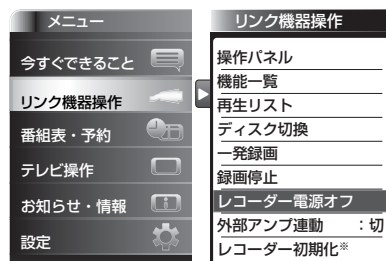 メニュー
今すぐできること
リンク機器操作
番組表・予約
テレビ操作
お知らせ・情報
設定
リンク機器操作
操作パネル
機能一覧
再生リスト
ディスク切換
一発録画
録画停止
レコーダー電源オフ
外部アンプ連動 ：切
レコーダー初期化※